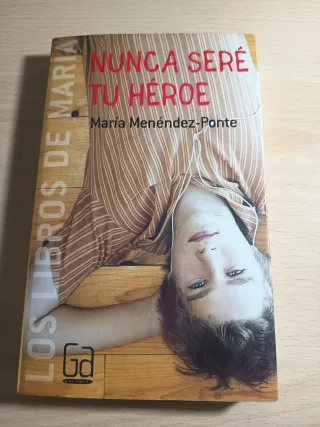 NUNCA SERÉ
TU HÉROE
María Menéndez-Ponte
LOS LIBROS DE MARÍA
Ga